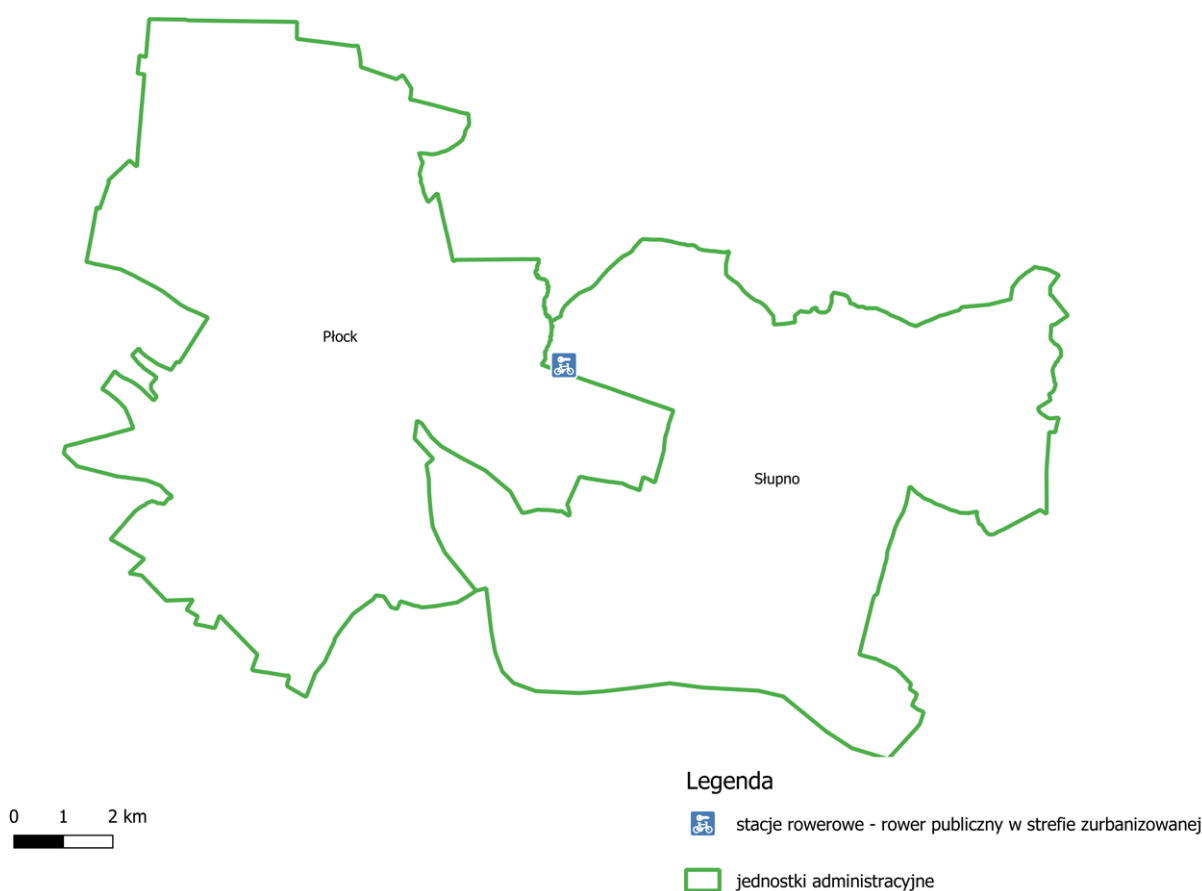 Płock
Słupno
Legenda
0 1 2 km
stacje rowerowe - rower publiczny w strefie zurbanizowanej
jednostki administracyjne